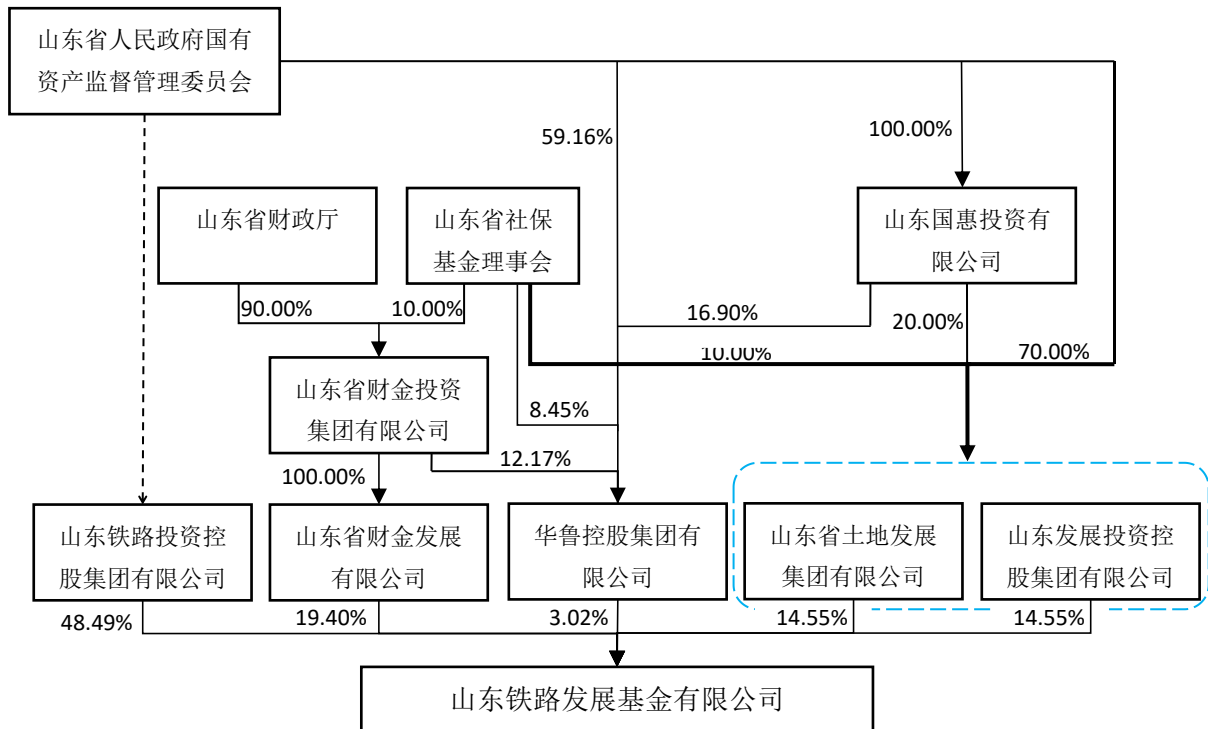 山东省人民政府国有
资产监督管理委员会
59.16%
100.00%
山东省财政厅
山东省社保
基金理事会
山东国惠投资有
限公司
90.00%
10.00%
16.90%
20.00%
10.00%
70.00%
山东省财金投资
集团有限公司
8.45%
12.17%
100.00%
山东铁路投资控
股集团有限公司
山东省财金发展
有限公司
华鲁控股集团有
限公司
山东省土地发展
集团有限公司
山东发展投资控
股集团有限公司
48.49%
19.40%
3.02%
14.55%
14.55%
山东铁路发展基金有限公司